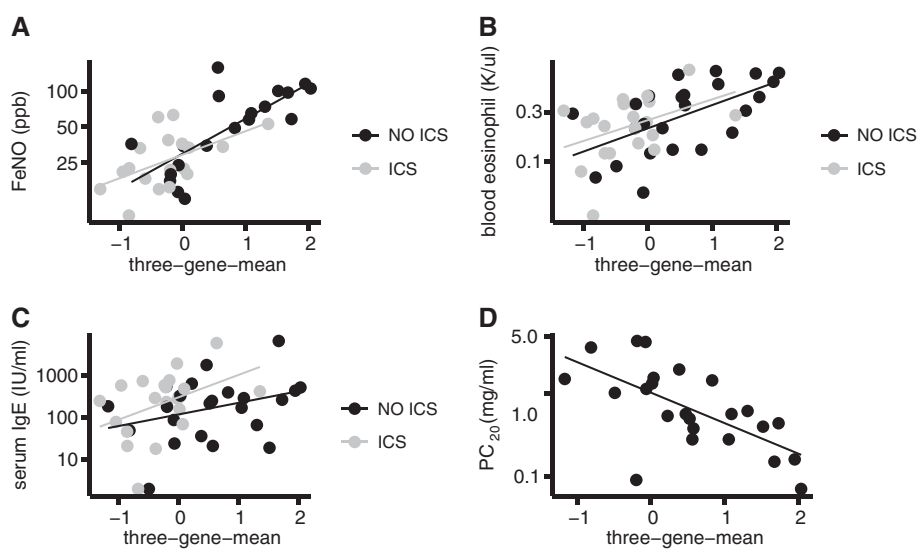 A
FeNO (ppb)
100
50
25
−1 0 1 2
three−gene−mean
NO ICS
ICS
B
blood eosinophil (K/ul)
0.3
0.1
−1 0 1 2
three−gene−mean
NO ICS
ICS
C
serum IgE (IU/ml)
1000
100
10
−1 0 1 2
three−gene−mean
NO ICS
ICS
D
PC20 (mg/ml)
5.0
1.0
0.1
−1 0 1 2
three−gene−mean